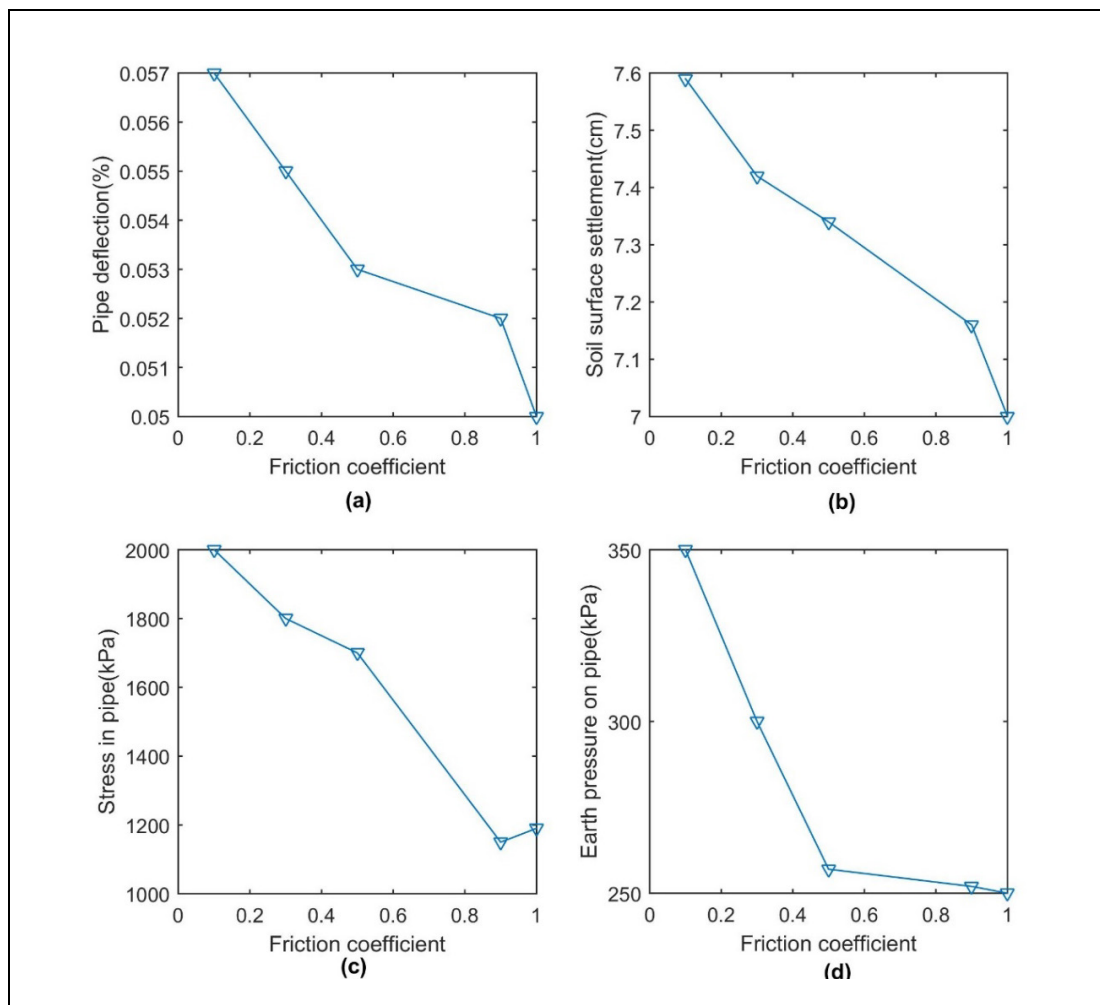 0.057
0.056
0.055
0.054
0.053
0.052
0.051
0.05
Pipe deflection(%)
0 0.2 0.4 0.6 0.8 1
Friction coefficient
(a)
7.6
7.5
7.4
7.3
7.2
7.1
7
Soil surface settlement(cm)
0 0.2 0.4 0.6 0.8 1
Friction coefficient
(b)
2000
1800
1600
1400
1200
1000
Stress in pipe(kPa)
0 0.2 0.4 0.6 0.8 1
Friction coefficient
(c)
350
300
250
Earth pressure on pipe(kPa)
0 0.2 0.4 0.6 0.8 1
Friction coefficient
(d)